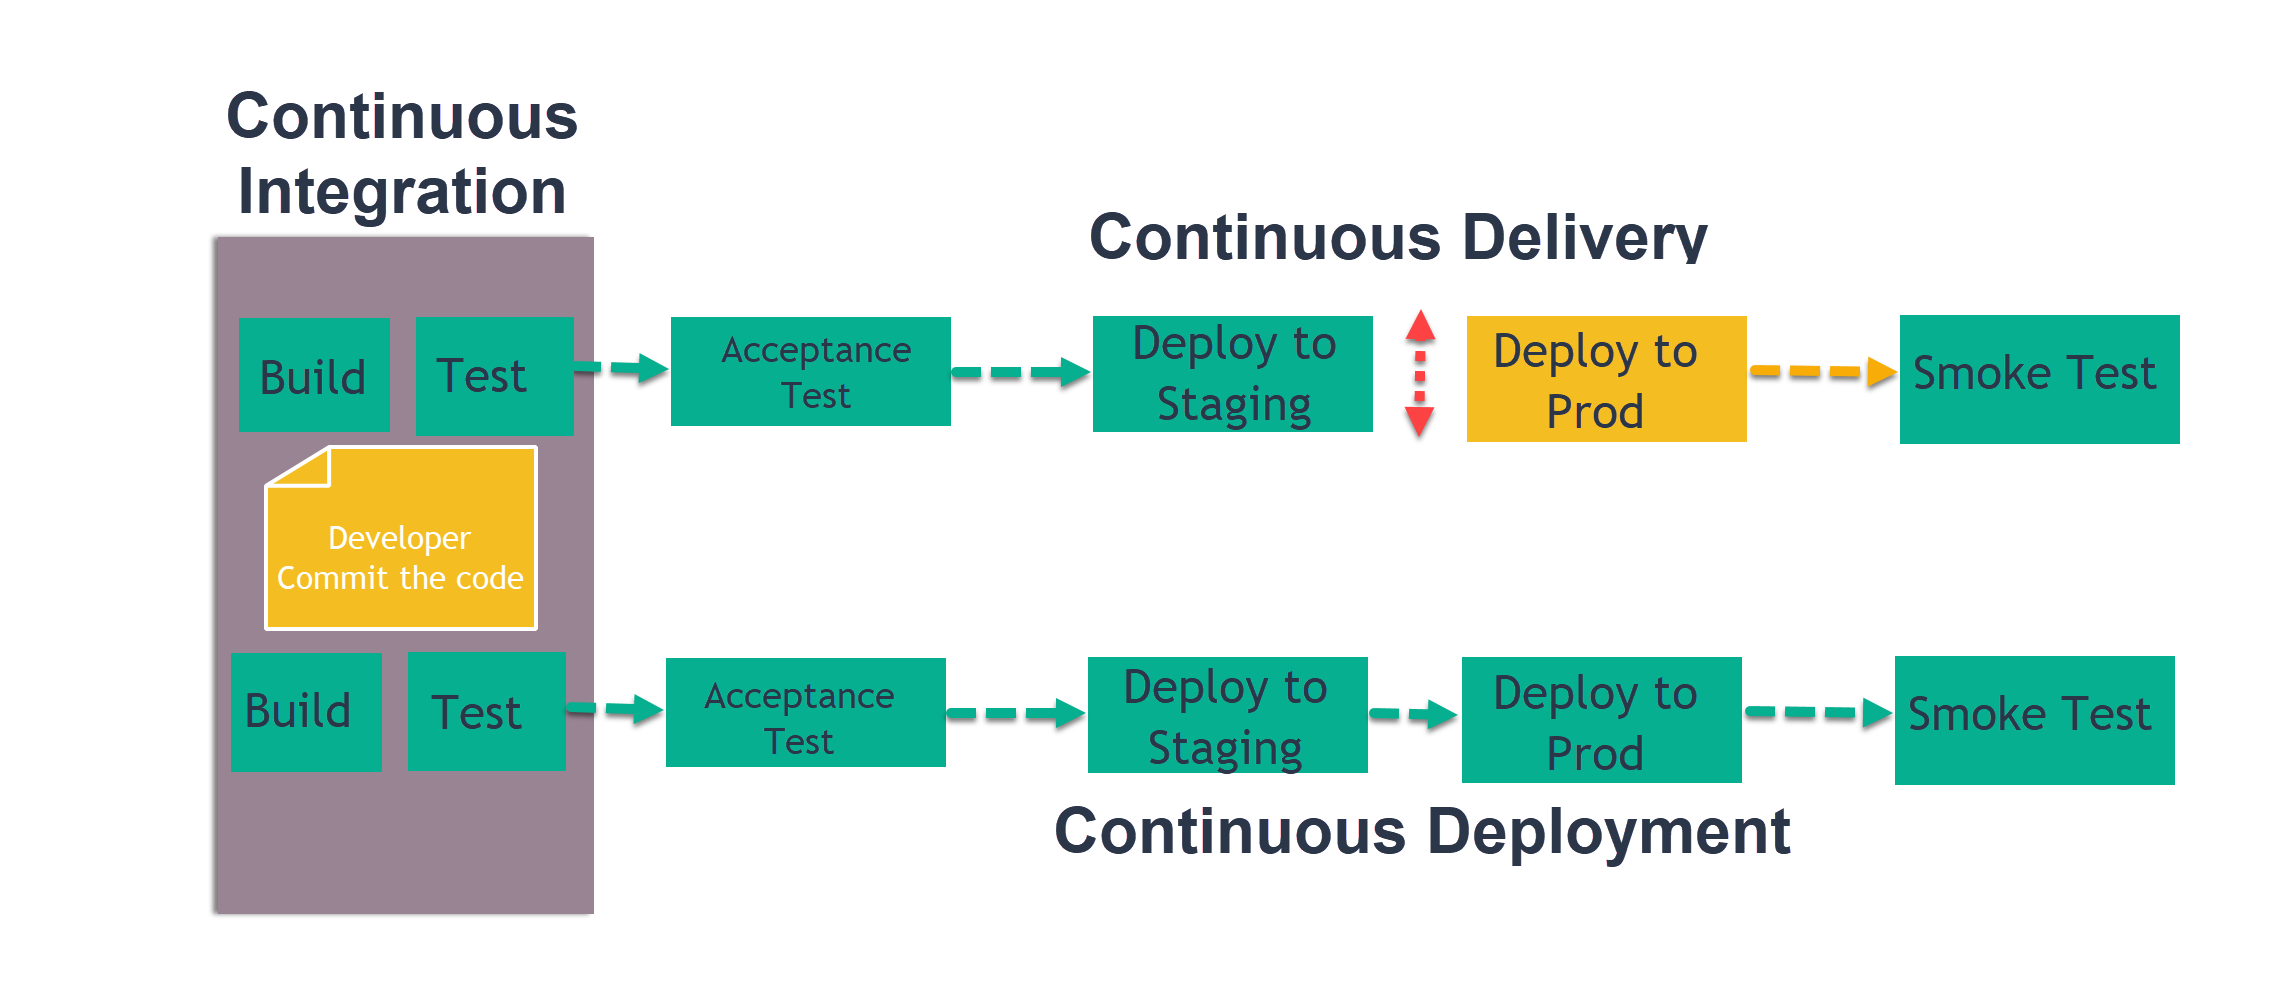 Continuous
Integration
Continuous Delivery
Build
Test
Acceptance
Test
Deploy to
Staging
Deploy to
Prod
Smoke Test
Developer
Commit the code
Build
Test
Acceptance
Test
Deploy to
Staging
Deploy to
Prod
Smoke Test
Continuous Deployment